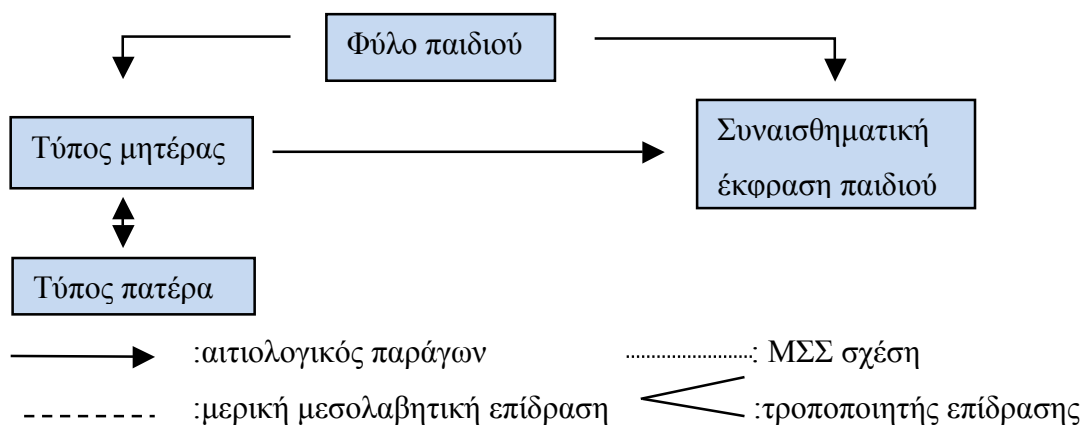 Φύλο παιδιού
Τύπος μητέρας
Συναισθηματική
έκφραση παιδιού
Τύπος πατέρα
:αιτιολογικός παράγων
: ΜΣΣ σχέση
:μερική μεσολαβητική επίδραση
:τροποποιητής επίδρασης